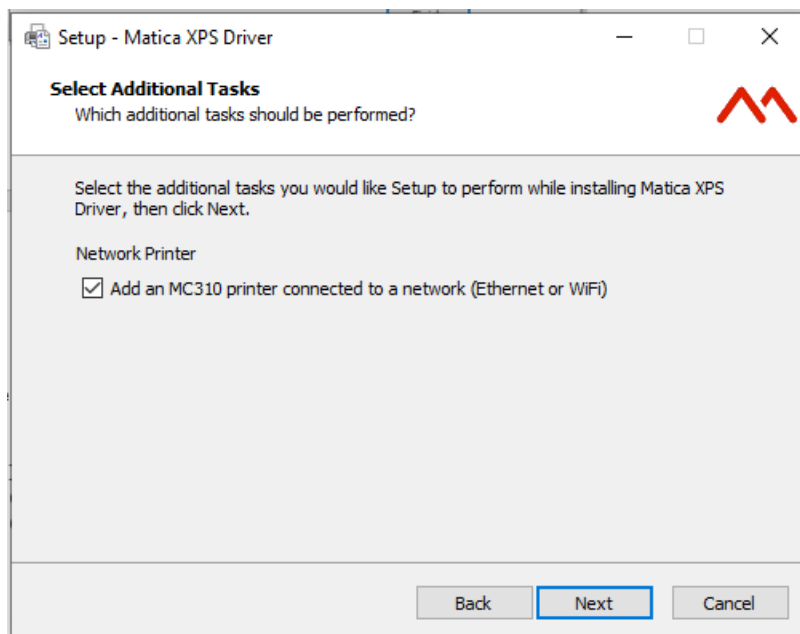 Setup - Matica XPS Driver
Select Additional Tasks
Which additional tasks should be performed?
Select the additional tasks you would like Setup to perform while installing Matica XPS
Driver, then click Next.
Network Printer
Add an MC310 printer connected to a network (Ethernet or WiFi)
Back
Next
Cancel